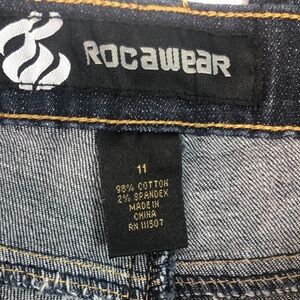 ROCAWEAR
11
98% COTTON
2% SPANDEX
MADE IN
CHINA
RN 111507